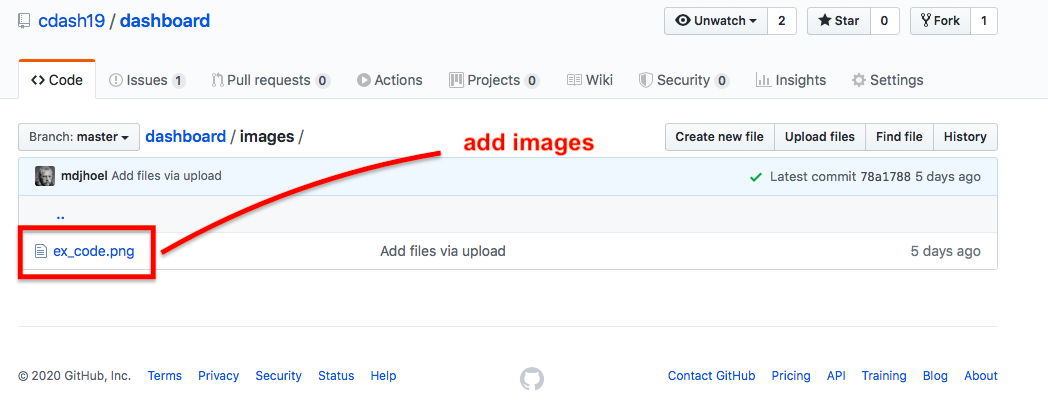 cdash19 / dashboard
Unwatch 2 Star 0 Fork 1
Code Issues 1 Pull requests 0 Actions Projects 0 Wiki Security 0 Insights Settings
Branch: master dashboard / images / add images Create new file Upload files Find file History
mdjhoel Add files via upload Latest commit 78a1788 5 days ago
..
ex_code.png Add files via upload 5 days ago
© 2020 GitHub, Inc. Terms Privacy Security Status Help Contact GitHub Pricing API Training Blog About